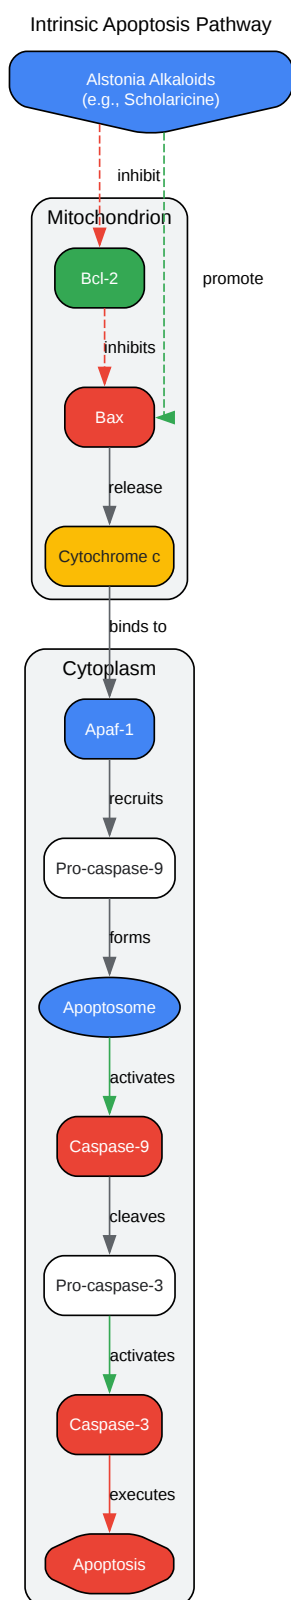 Intrinsic Apoptosis Pathway
Alstonia Alkaloids
(e.g., Scholaricine)
inhibit
Mitochondrion
Bcl-2
promote
inhibits
Bax
release
Cytochrome c
binds to
Cytoplasm
Apaf-1
recruits
Pro-caspase-9
forms
Apoptosome
activates
Caspase-9
cleaves
Pro-caspase-3
activates
Caspase-3
executes
Apoptosis